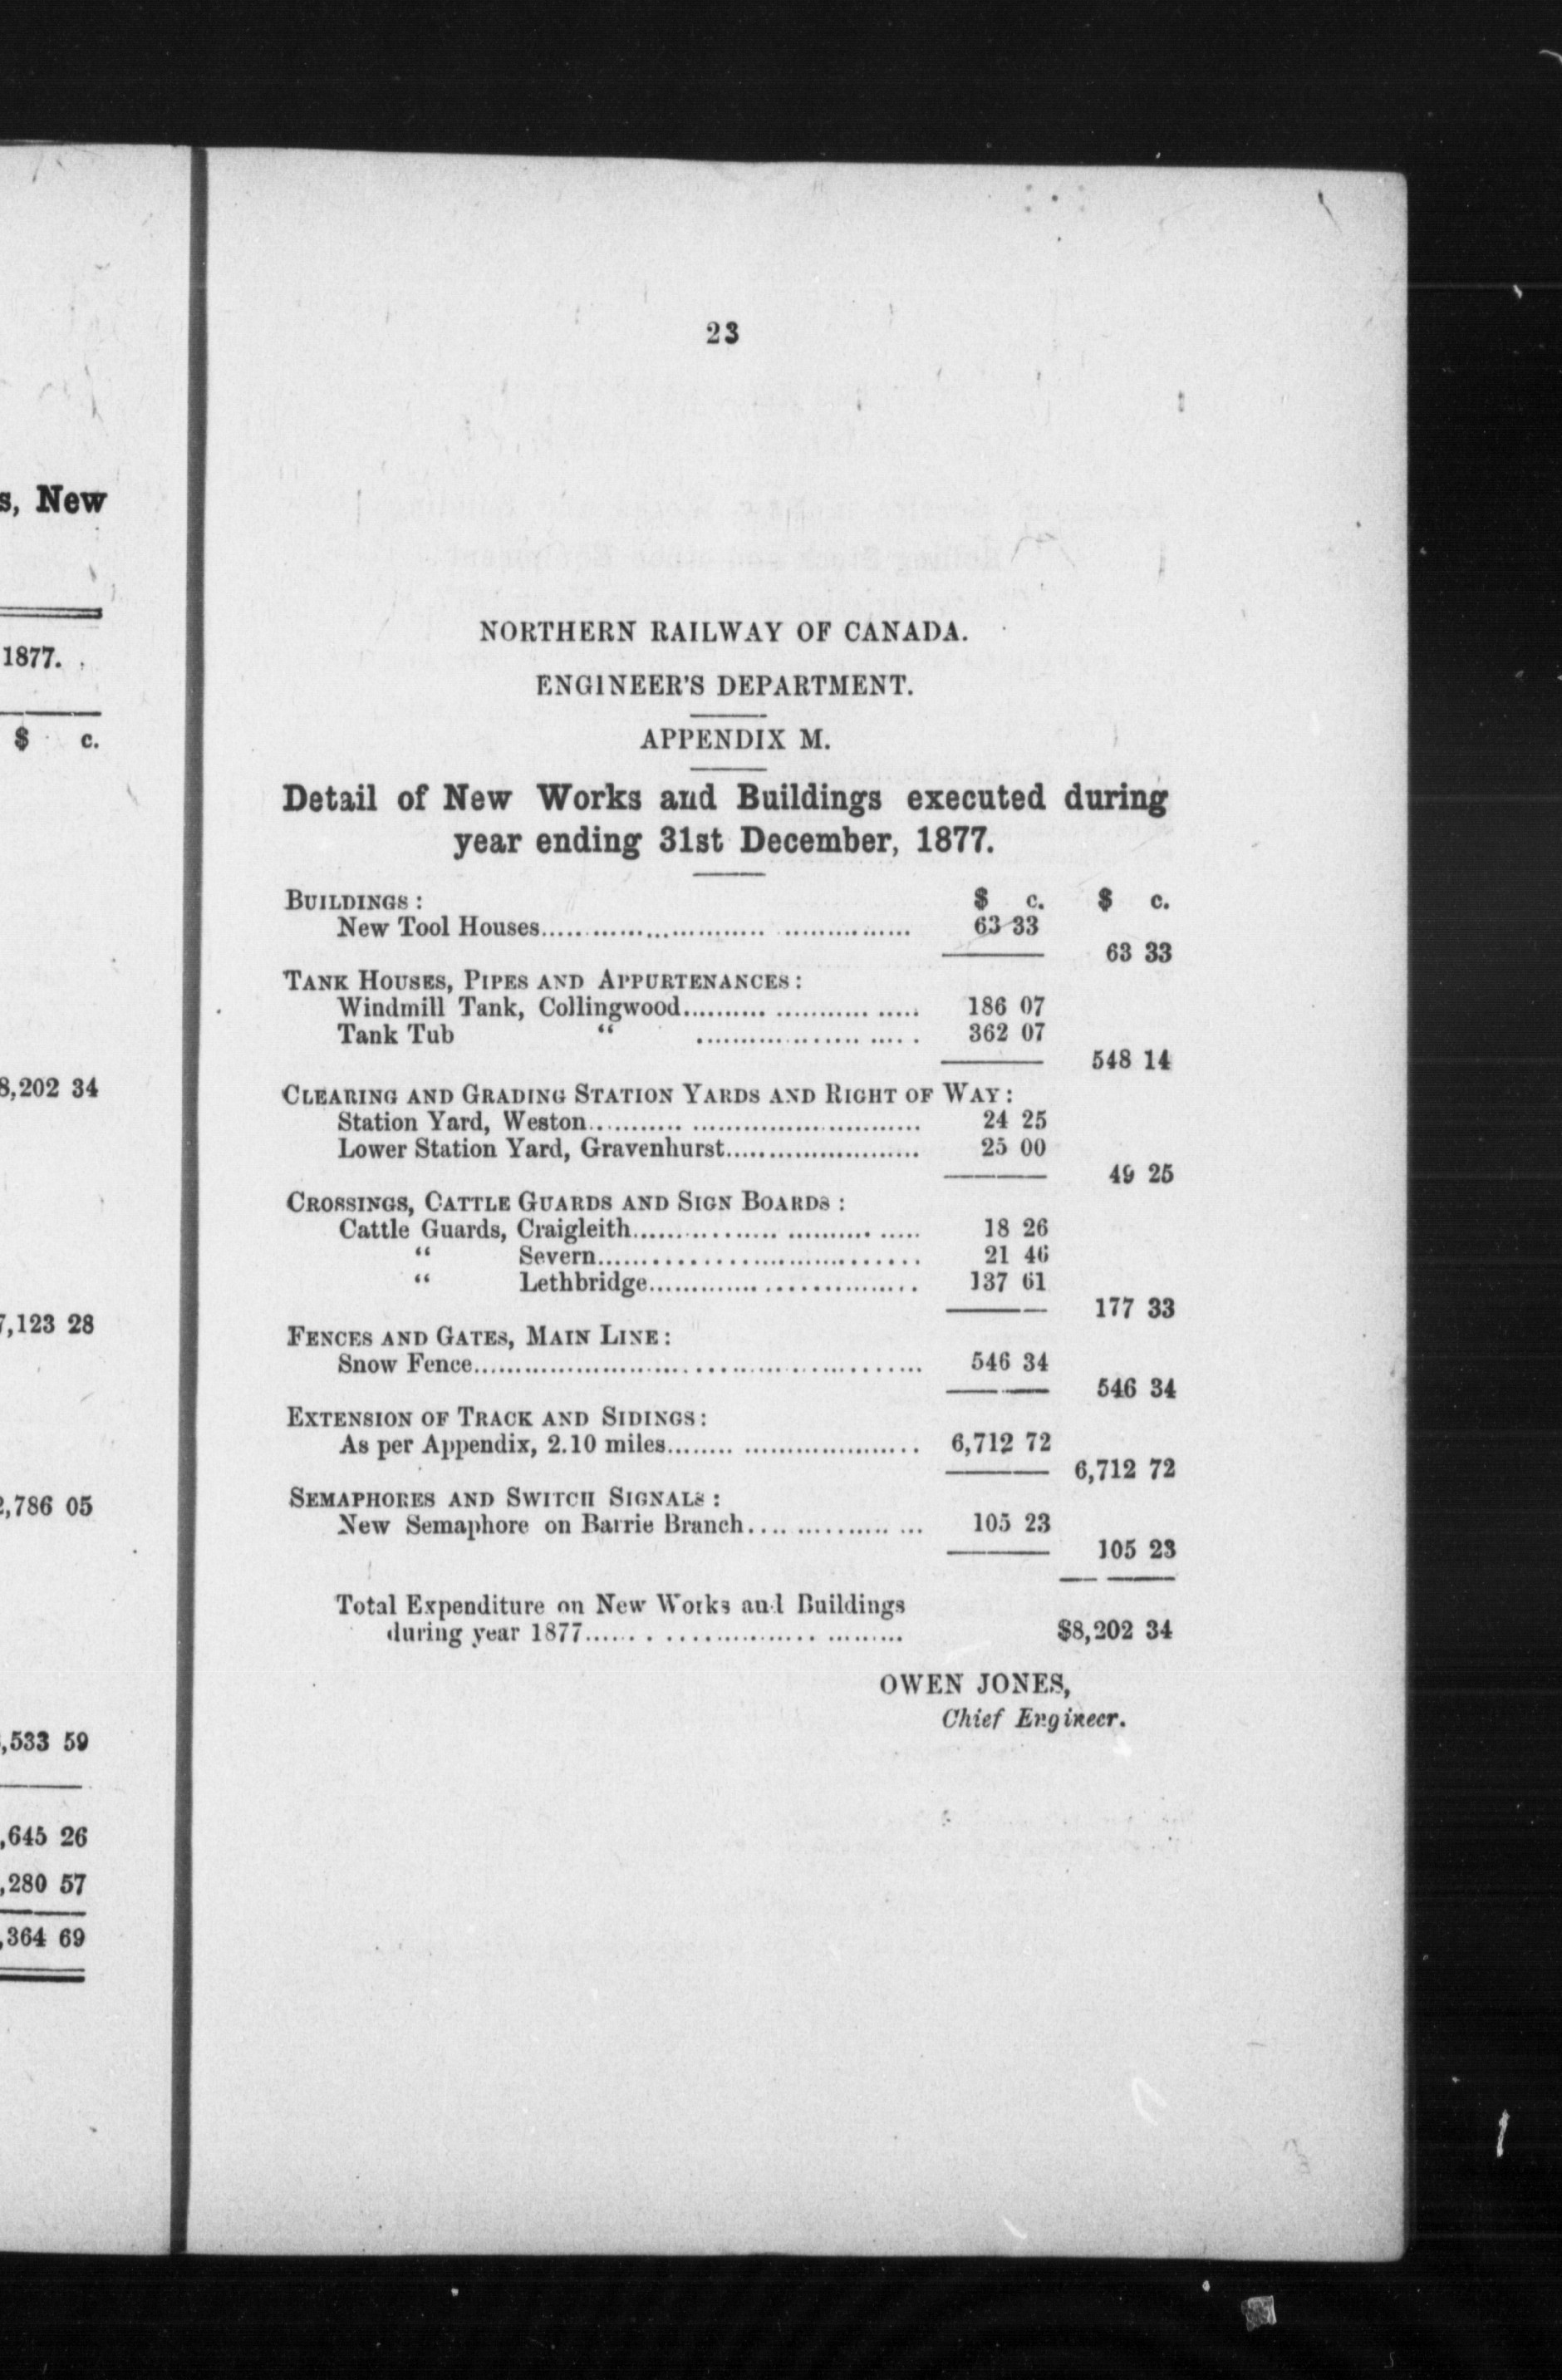 s, New
1877.
$ c.
8,202 34
7,123 28
2,786 05
,533 59
,645 26
,280 57
,364 69
23
NORTHERN RAILWAY OF CANADA.
ENGINEER'S DEPARTMENT.
APPENDIX M.
Detail of New Works and Buildings executed during
year ending 31st December, 1877.
BUILDINGS: $ c. $ c.
New Tool Houses........................................ 63 33
63 33
TANK HOUSES, PIPES AND APPURTENANCES:
Windmill Tank, Collingwood.......................... 186 07
Tank Tub “ ........................ 362 07
548 14
CLEARING AND GRADING STATION YARDS AND RIGHT OF WAY:
Station Yard, Weston..................................... 24 25
Lower Station Yard, Gravenhurst....................... 25 00
49 25
CROSSINGS, CATTLE GUARDS AND SIGN BOARDS:
Cattle Guards, Craigleith................................. 18 26
“ Severn..................................... 21 46
“ Lethbridge............................... 137 61
177 33
FENCES AND GATES, MAIN LINE:
Snow Fence.................................................... 546 34
546 34
EXTENSION OF TRACK AND SIDINGS:
As per Appendix, 2.10 miles............................ 6,712 72
6,712 72
SEMAPHORES AND SWITCH SIGNALS:
New Semaphore on Barrie Branch.................... 105 23
105 23
Total Expenditure on New Works and Buildings
during year 1877................................... $8,202 34
OWEN JONES,
Chief Engineer.